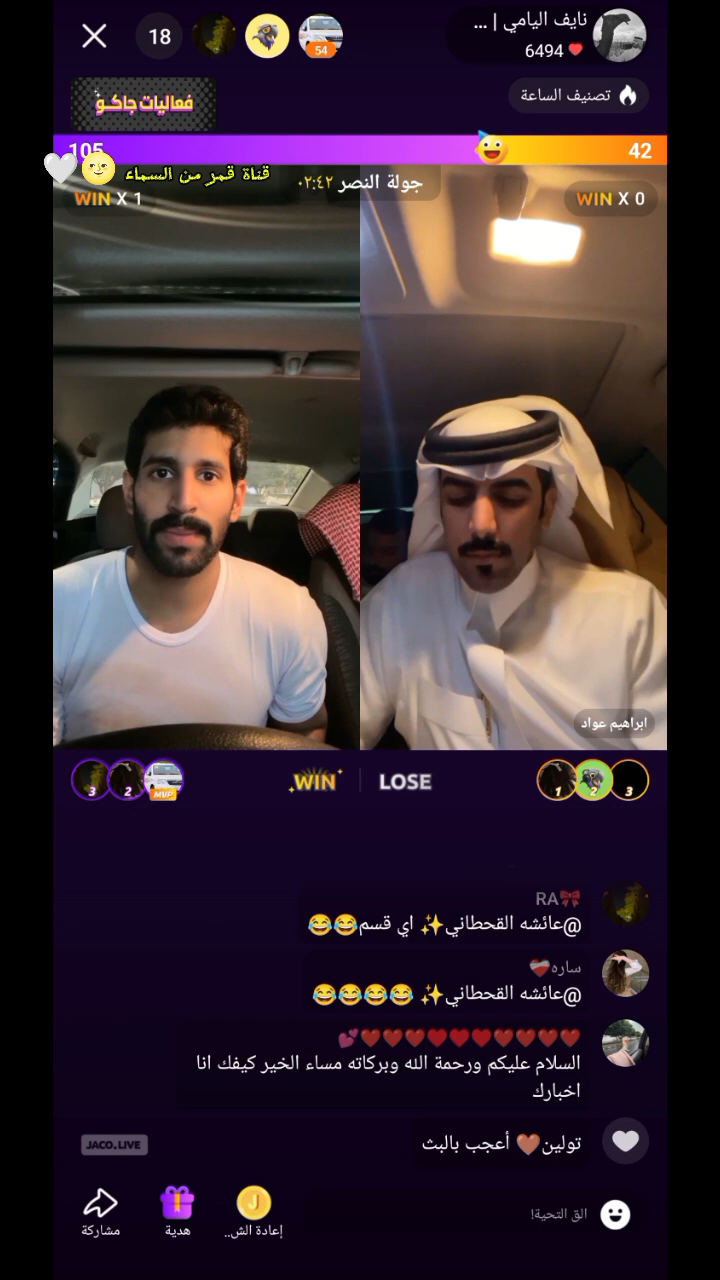 نايف اليامي | ...
6494
18
54
تصنيف الساعة
فعاليات جاكو
105
42
قناة قمر من السماء
جولة النصر ٠٢:٤٢
WIN X 1
WIN X 0
ابراهيم عواد
3
2
MVP
WIN
LOSE
1
2
3
RA🎀
@عائشه القحطاني✨ اي قسم😂😂
ساره❤️‍🩹
@عائشه القحطاني✨ 😂😂😂😂
❤️❤️❤️❤️❤️❤️❤️❤️❤️❤️💕
السلام عليكم ورحمة الله وبركاته مساء الخير كيفك انا
اخبارك
تولين🤎 أعجب بالبث
JACO.LIVE
مشاركة
هدية
إعادة الش..
الق التحية!